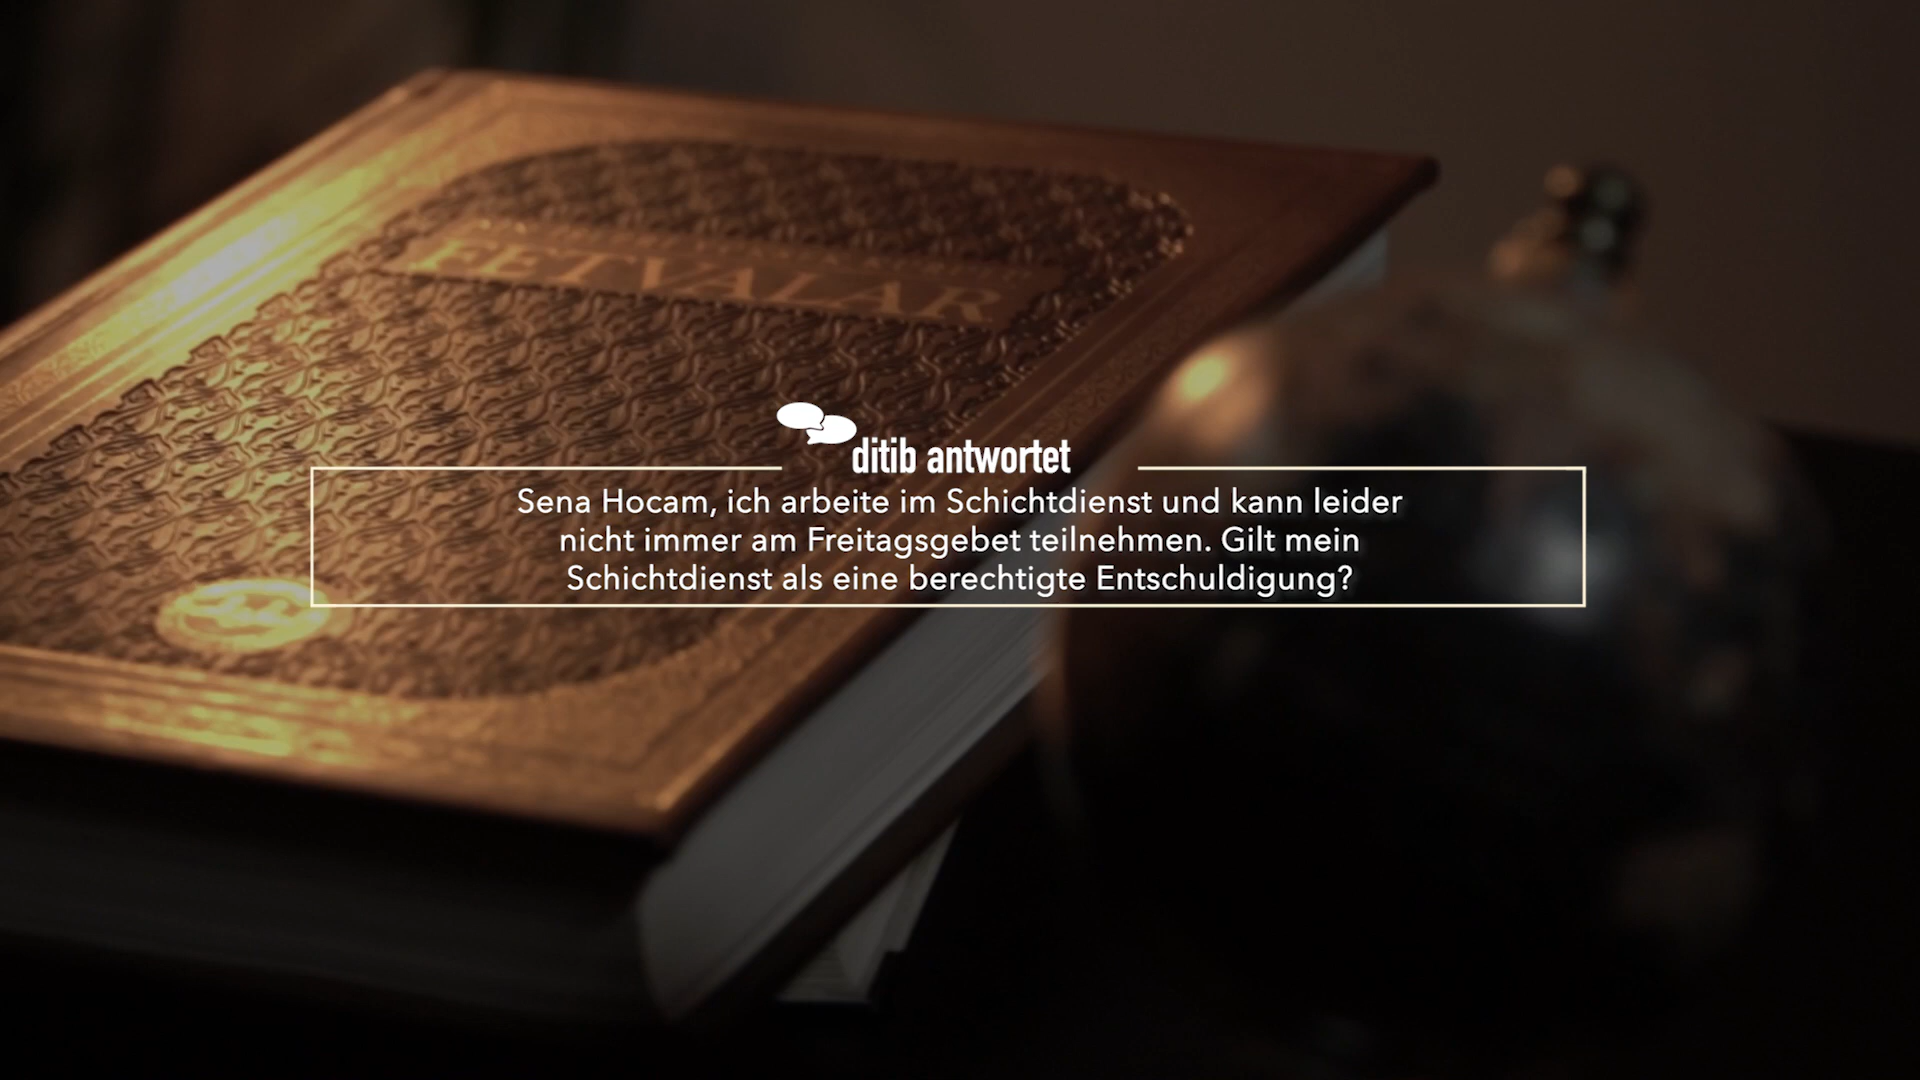 FETVALAR
ditib antwortet
Sena Hocam, ich arbeite im Schichtdienst und kann leider
nicht immer am Freitagsgebet teilnehmen. Gilt mein
Schichtdienst als eine berechtigte Entschuldigung?